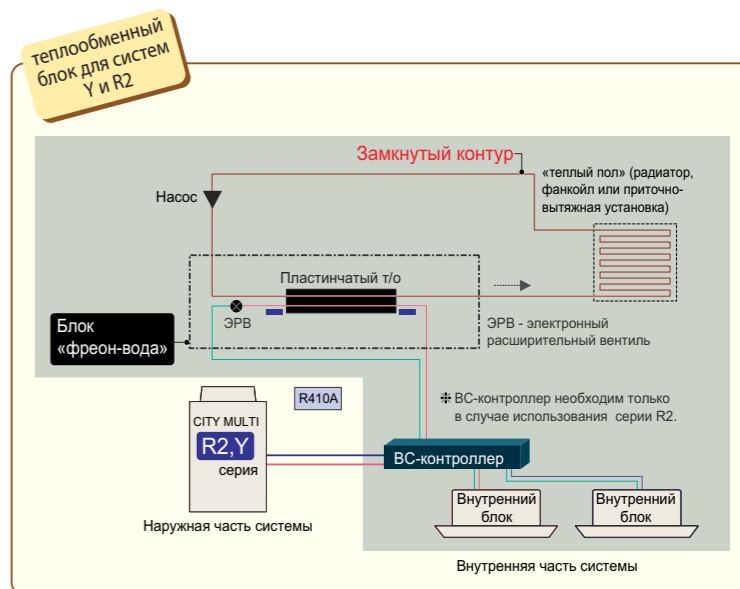 теплообменный
блок для систем
Y и R2
Замкнутый контур
«теплый пол» (радиатор,
фанкойл или приточно-
вытяжная установка)
Насос
Пластинчатый т/о
ЭРВ
ЭРВ - электронный
расширительный вентиль
Блок
«фреон-вода»
R410A
❉ ВС-контроллер необходим только
в случае использования серии R2.
CITY MULTI
R2,Y
серия
ВС-контроллер
Внутренний
блок
Внутренний
блок
Наружная часть системы
Внутренняя часть системы